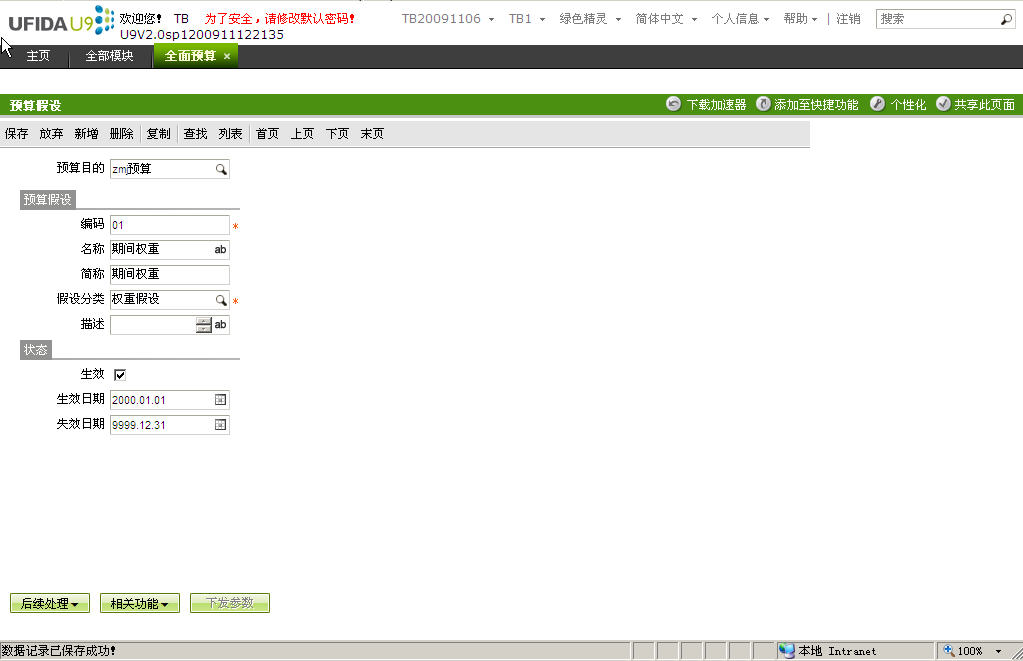 UFIDA U9 欢迎您! TB 为了安全，请修改默认密码! TB20091106 TB1 绿色精灵 简体中文 个人信息 帮助 注销 搜索
U9V2.0sp1200911122135
主页 全部模块 全面预算 ×
预算假设 下载加速器 添加至快捷功能 个性化 共享此页面
保存 放弃 新增 删除 复制 查找 列表 首页 上页 下页 末页
预算目的 zmj预算
预算假设
编码 01 *
名称 期间权重 ab
简称 期间权重
假设分类 权重假设 *
描述 ab
状态
生效
生效日期 2000.01.01
失效日期 9999.12.31
后续处理 相关功能 下发参数
数据记录已保存成功! 本地 Intranet 100%